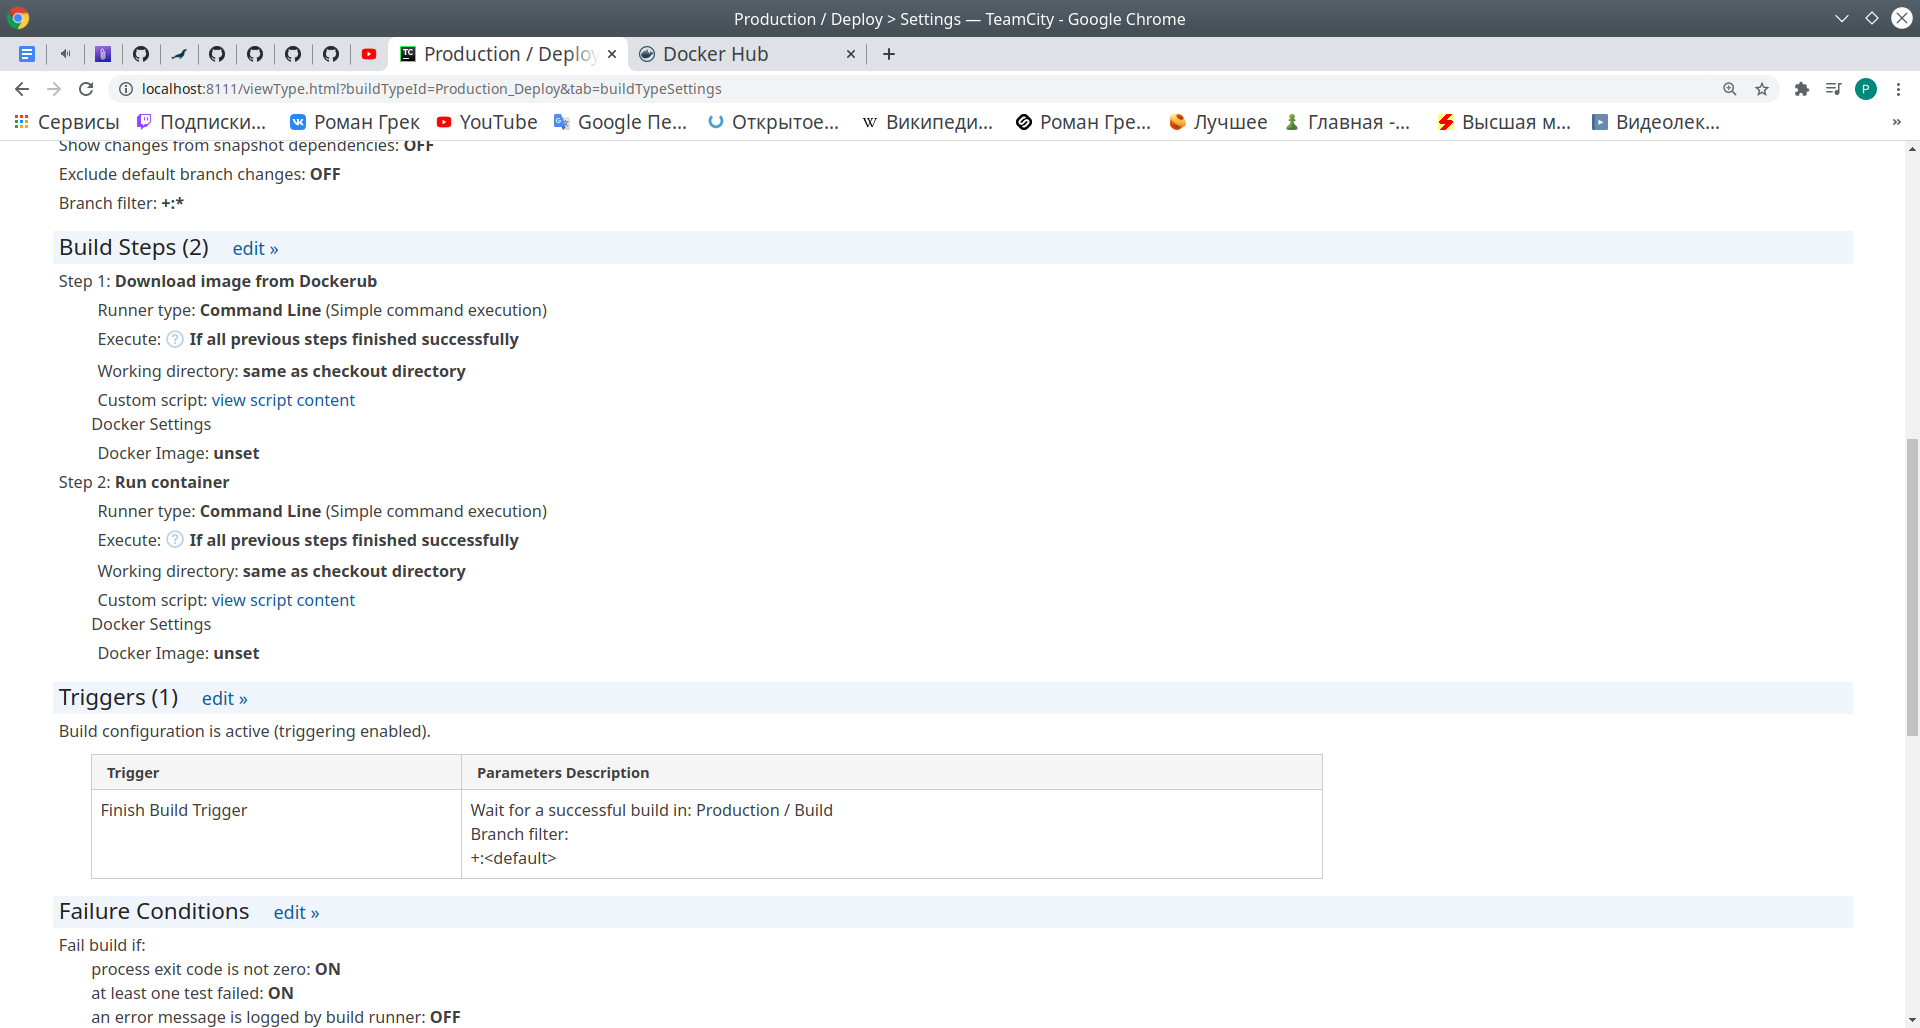 Production / Deploy > Settings — TeamCity - Google Chrome
TC Production / Deploy Docker Hub
localhost:8111/viewType.html?buildTypeId=Production_Deploy&tab=buildTypeSettings P
Сервисы Подписки... Роман Грек YouTube Google Пе... Открытое... W Википеди... Роман Гре... Лучшее Главная -... Высшая м... Видеолек... »
Show changes from snapshot dependencies: OFF
Exclude default branch changes: OFF
Branch filter: +:*
Build Steps (2) edit »
Step 1: Download image from Dockerub
Runner type: Command Line (Simple command execution)
Execute: ? If all previous steps finished successfully
Working directory: same as checkout directory
Custom script: view script content
Docker Settings
Docker Image: unset
Step 2: Run container
Runner type: Command Line (Simple command execution)
Execute: ? If all previous steps finished successfully
Working directory: same as checkout directory
Custom script: view script content
Docker Settings
Docker Image: unset
Triggers (1) edit »
Build configuration is active (triggering enabled).
Trigger Parameters Description
Finish Build Trigger Wait for a successful build in: Production / Build
Branch filter:
+:<default>
Failure Conditions edit »
Fail build if:
process exit code is not zero: ON
at least one test failed: ON
an error message is logged by build runner: OFF